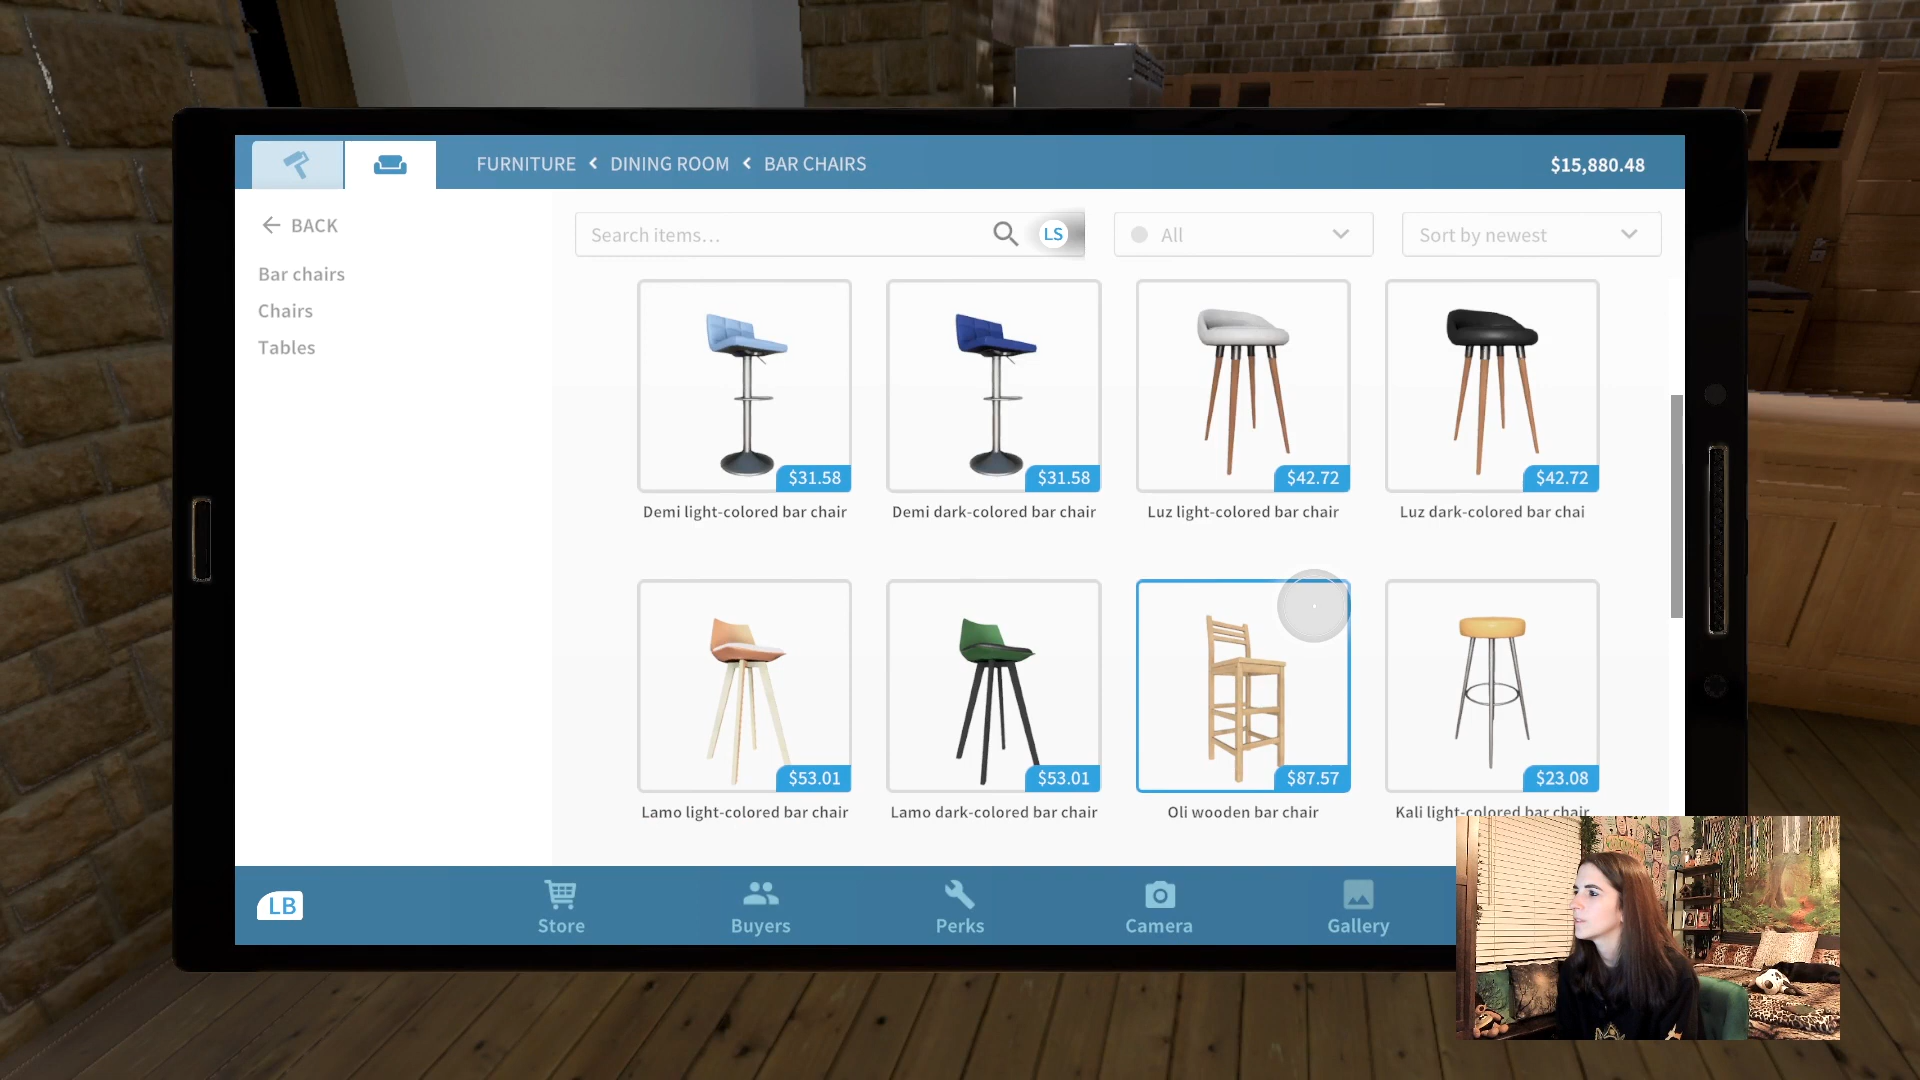 FURNITURE < DINING ROOM < BAR CHAIRS
$15,880.48
BACK
Bar chairs
Chairs
Tables
Search items...
LS
All
Sort by newest
$31.58
$31.58
$42.72
$42.72
Demi light-colored bar chair
Demi dark-colored bar chair
Luz light-colored bar chair
Luz dark-colored bar chai
$53.01
$53.01
$87.57
$23.08
Lamo light-colored bar chair
Lamo dark-colored bar chair
Oli wooden bar chair
Kali light-colored bar chair
LB
Store
Buyers
Perks
Camera
Gallery